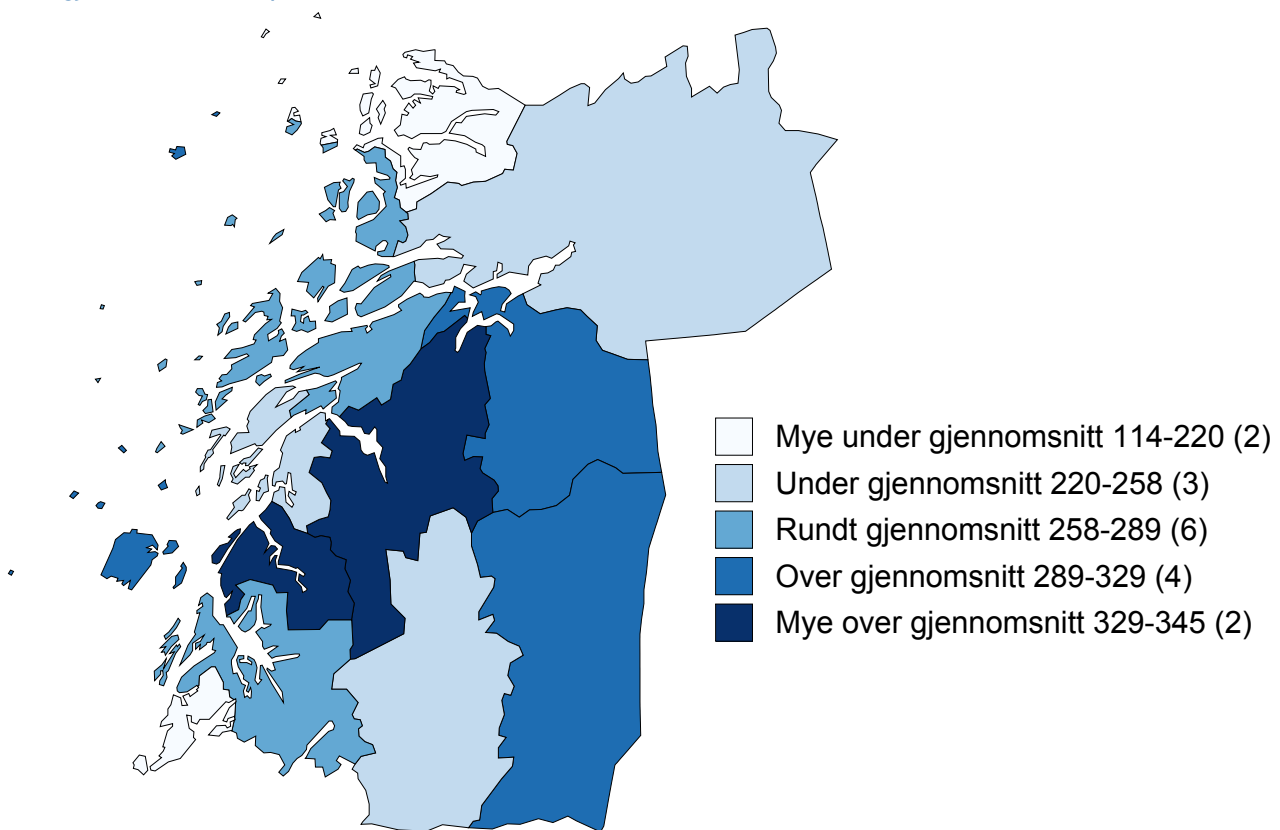 Mye under gjennomsnitt 114-220 (2)
Under gjennomsnitt 220-258 (3)
Rundt gjennomsnitt 258-289 (6)
Over gjennomsnitt 289-329 (4)
Mye over gjennomsnitt 329-345 (2)